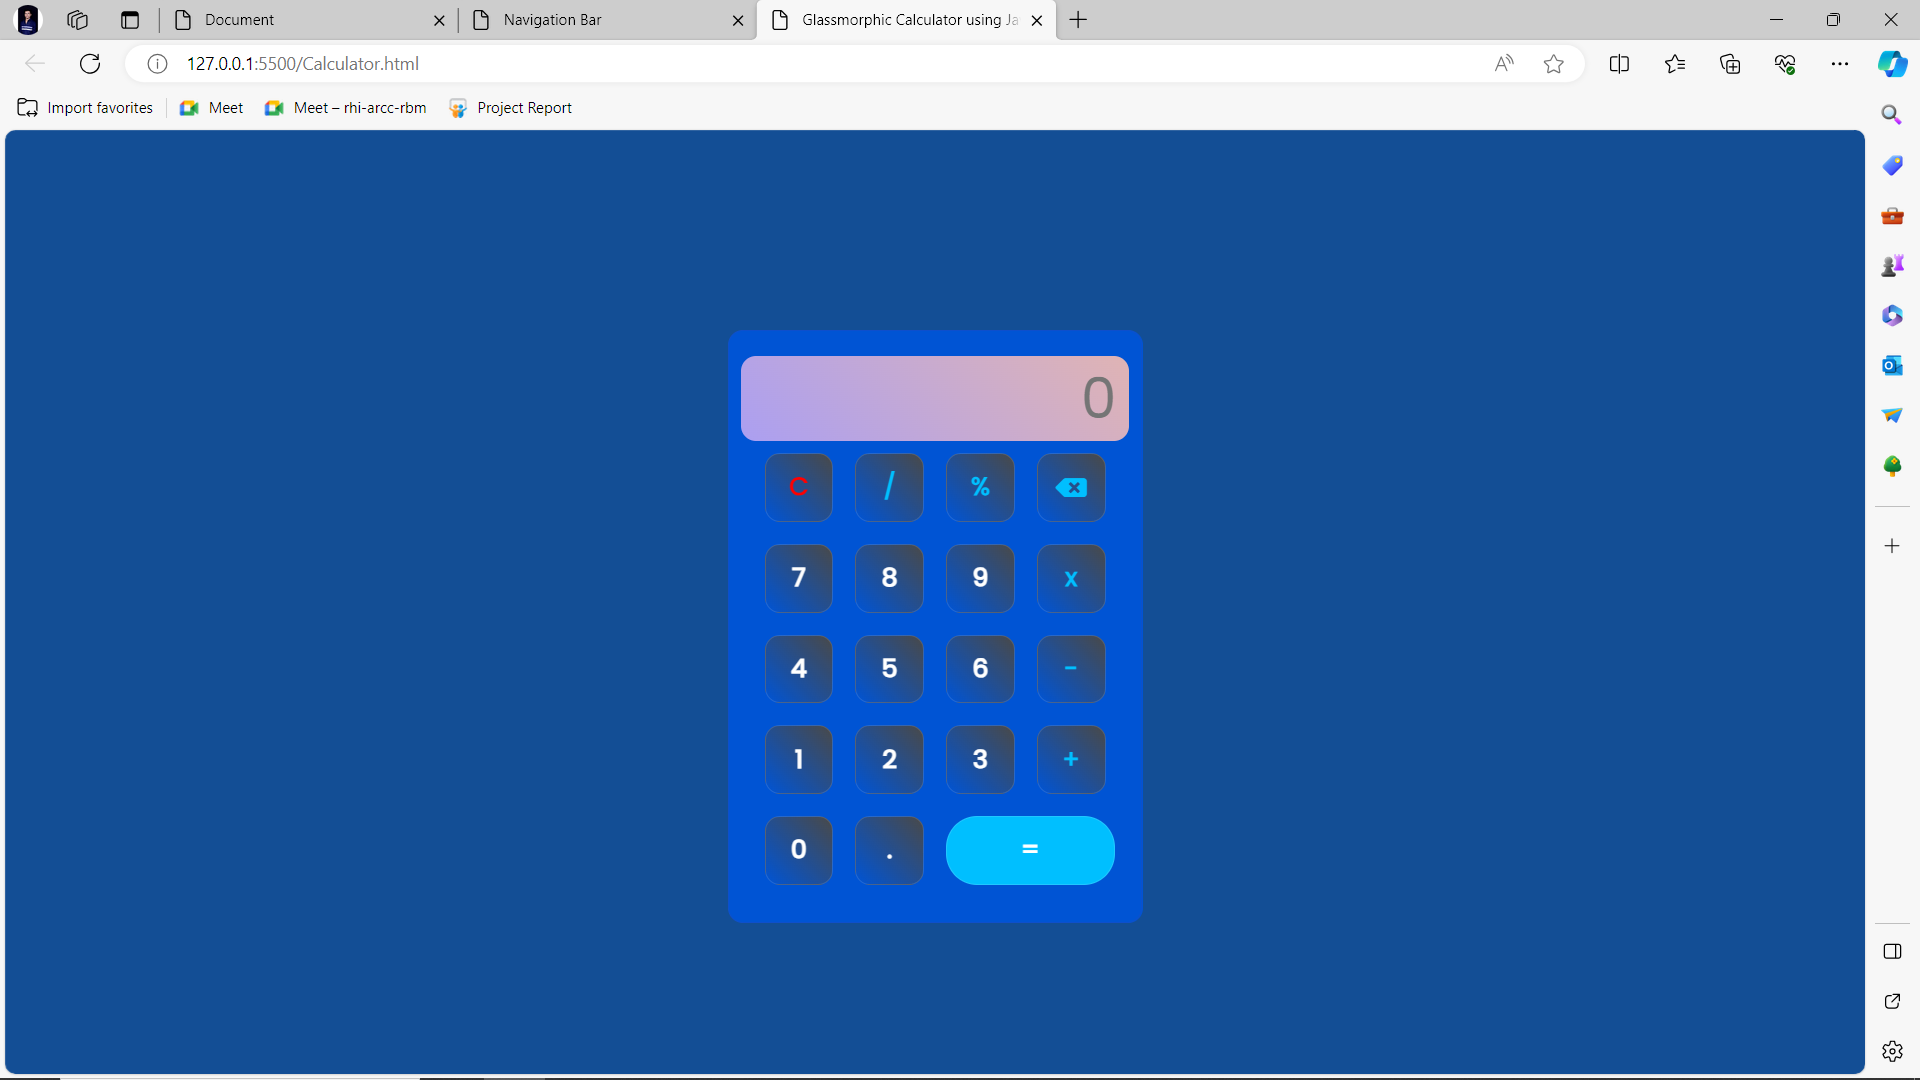 Document
Navigation Bar
Glassmorphic Calculator using Ja
127.0.0.1:5500/Calculator.html
Import favorites
Meet
Meet – rhi-arcc-rbm
Project Report
0
C / %
7 8 9 x
4 5 6 -
1 2 3 +
0 . =